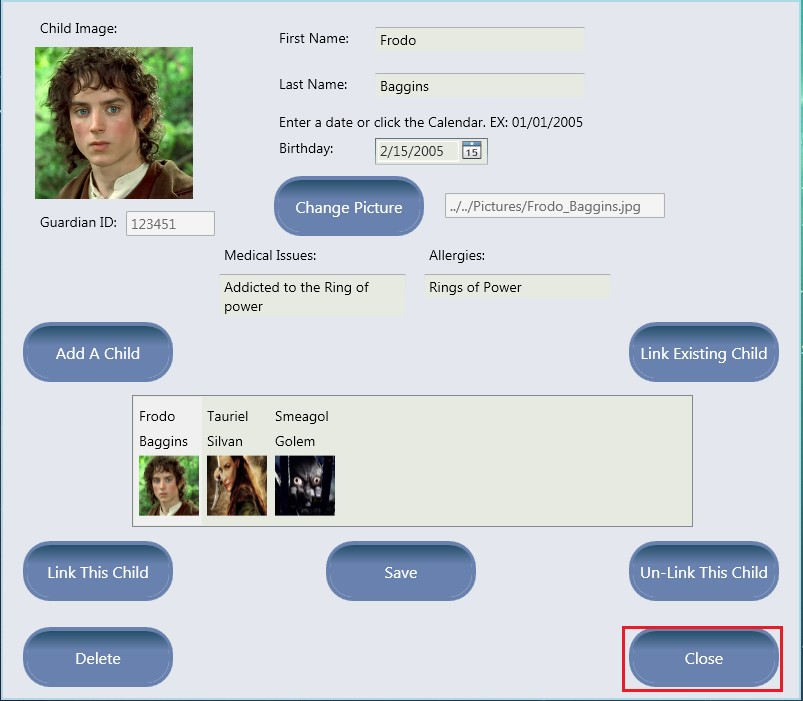 Child Image:
First Name:
Frodo
Last Name:
Baggins
Enter a date or click the Calendar. EX: 01/01/2005
Birthday:
2/15/2005
15
Change Picture
../../Pictures/Frodo_Baggins.jpg
Guardian ID:
123451
Medical Issues:
Allergies:
Addicted to the Ring of
power
Rings of Power
Add A Child
Link Existing Child
Frodo
Baggins
Tauriel
Silvan
Smeagol
Golem
Link This Child
Save
Un-Link This Child
Delete
Close